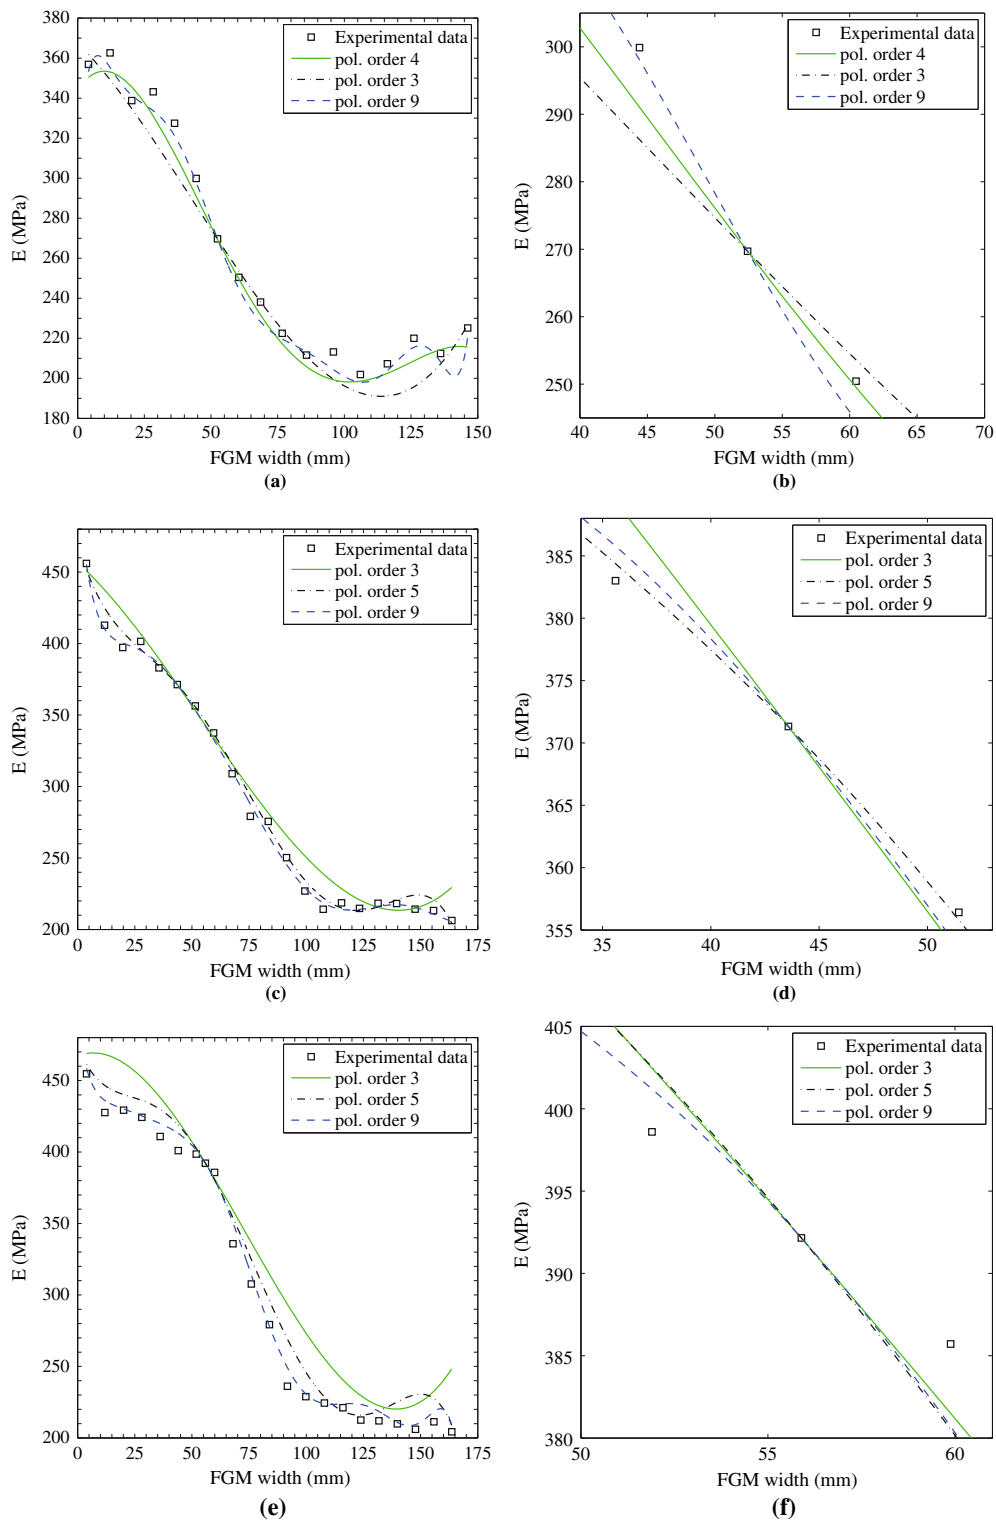 380
360
340
320
300
280
260
240
220
200
180
0 25 50 75 100 125 150
E (MPa)
FGM width (mm)
Experimental data
pol. order 4
pol. order 3
pol. order 9
(a)
300
290
280
270
260
250
40 45 50 55 60 65 70
E (MPa)
FGM width (mm)
Experimental data
pol. order 4
pol. order 3
pol. order 9
(b)
450
400
350
300
250
200
0 25 50 75 100 125 150 175
E (MPa)
FGM width (mm)
Experimental data
pol. order 3
pol. order 5
pol. order 9
(c)
385
380
375
370
365
360
355
35 40 45 50
E (MPa)
FGM width (mm)
Experimental data
pol. order 3
pol. order 5
pol. order 9
(d)
450
400
350
300
250
200
0 25 50 75 100 125 150 175
E (MPa)
FGM width (mm)
Experimental data
pol. order 3
pol. order 5
pol. order 9
(e)
405
400
395
390
385
380
50 55 60
E (MPa)
FGM width (mm)
Experimental data
pol. order 3
pol. order 5
pol. order 9
(f)